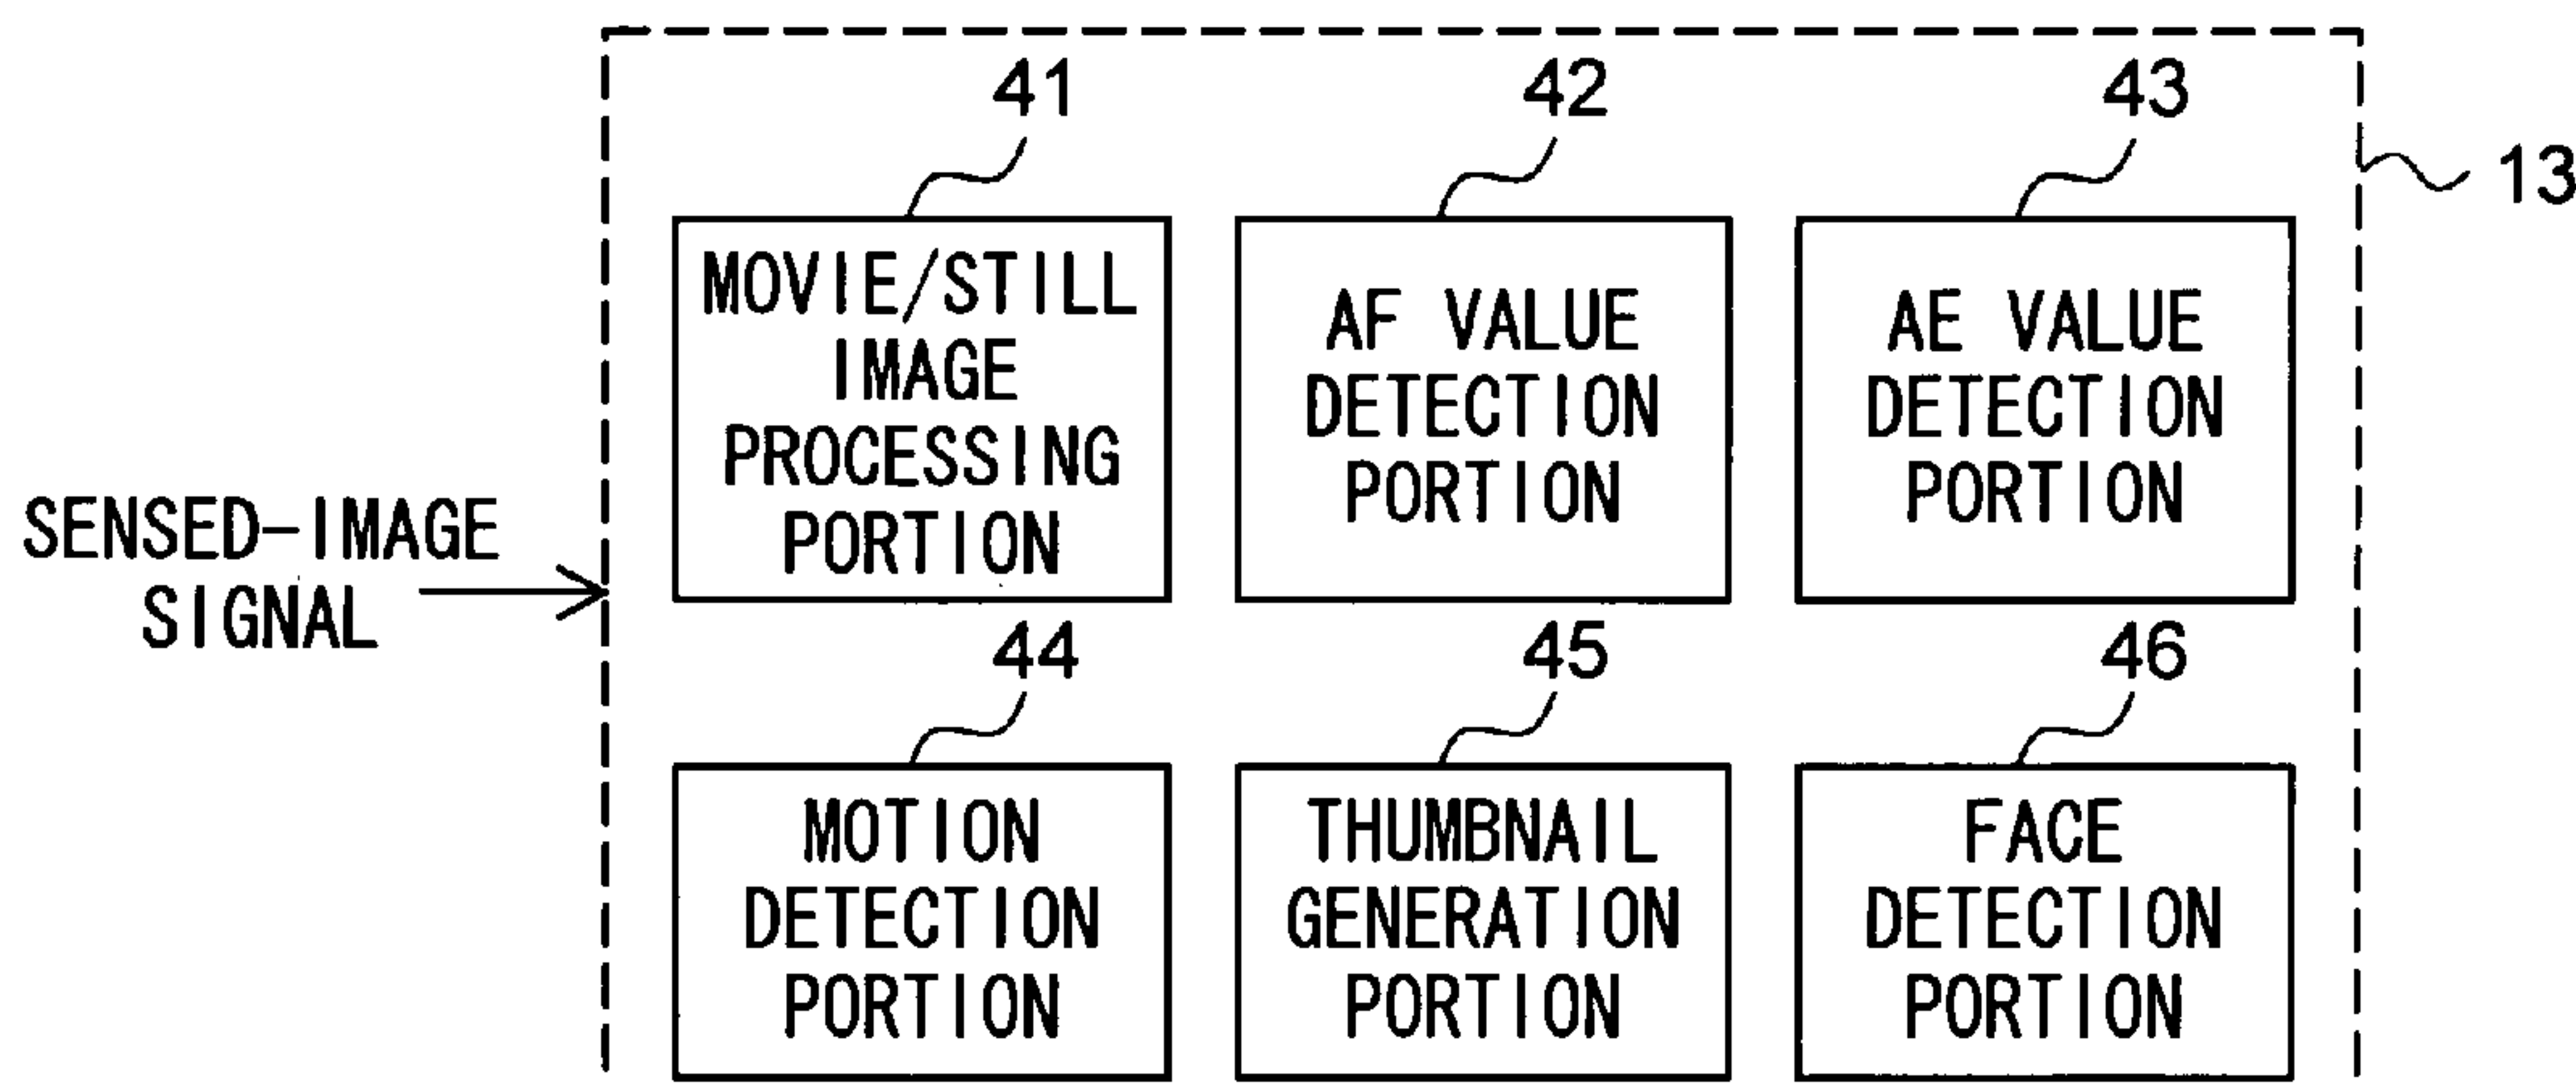 41
42
43
13
MOVIE/STILL
IMAGE
PROCESSING
PORTION
AF VALUE
DETECTION
PORTION
AE VALUE
DETECTION
PORTION
SENSED-IMAGE
SIGNAL
44
45
46
MOTION
DETECTION
PORTION
THUMBNAIL
GENERATION
PORTION
FACE
DETECTION
PORTION